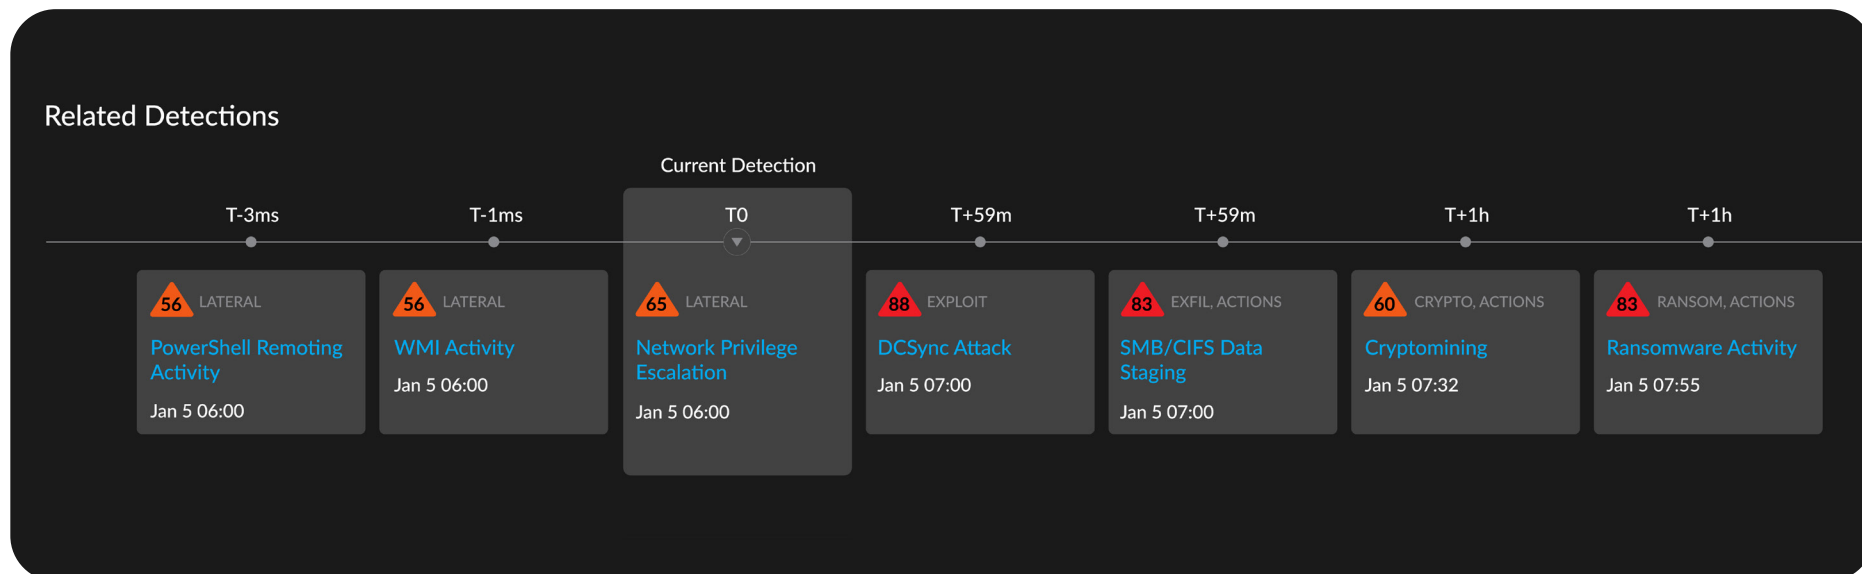 Related Detections
Current Detection
T-3ms
T-1ms
T0
T+59m
T+59m
T+1h
T+1h
56 LATERAL
PowerShell Remoting
Activity
Jan 5 06:00
56 LATERAL
WMI Activity
Jan 5 06:00
65 LATERAL
Network Privilege
Escalation
Jan 5 06:00
88 EXPLOIT
DCSync Attack
Jan 5 07:00
83 EXFIL, ACTIONS
SMB/CIFS Data
Staging
Jan 5 07:00
60 CRYPTO, ACTIONS
Cryptomining
Jan 5 07:32
83 RANSOM, ACTIONS
Ransomware Activity
Jan 5 07:55